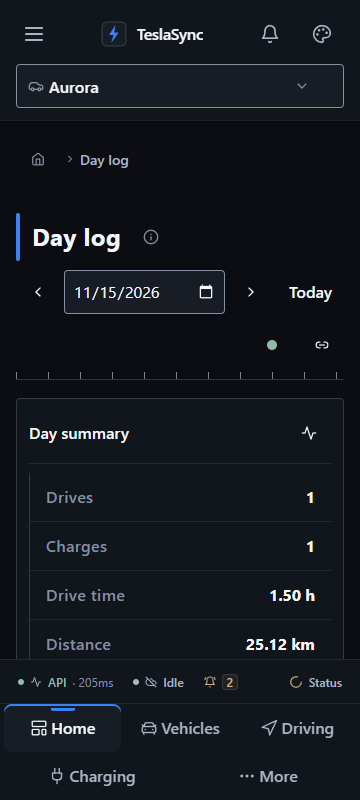 TeslaSync
Aurora
Day log
Day log
11/15/2026
Today
Day summary
Drives 1
Charges 1
Drive time 1.50 h
Distance 25.12 km
API · 205ms Idle 2 Status
Home Vehicles Driving
Charging More